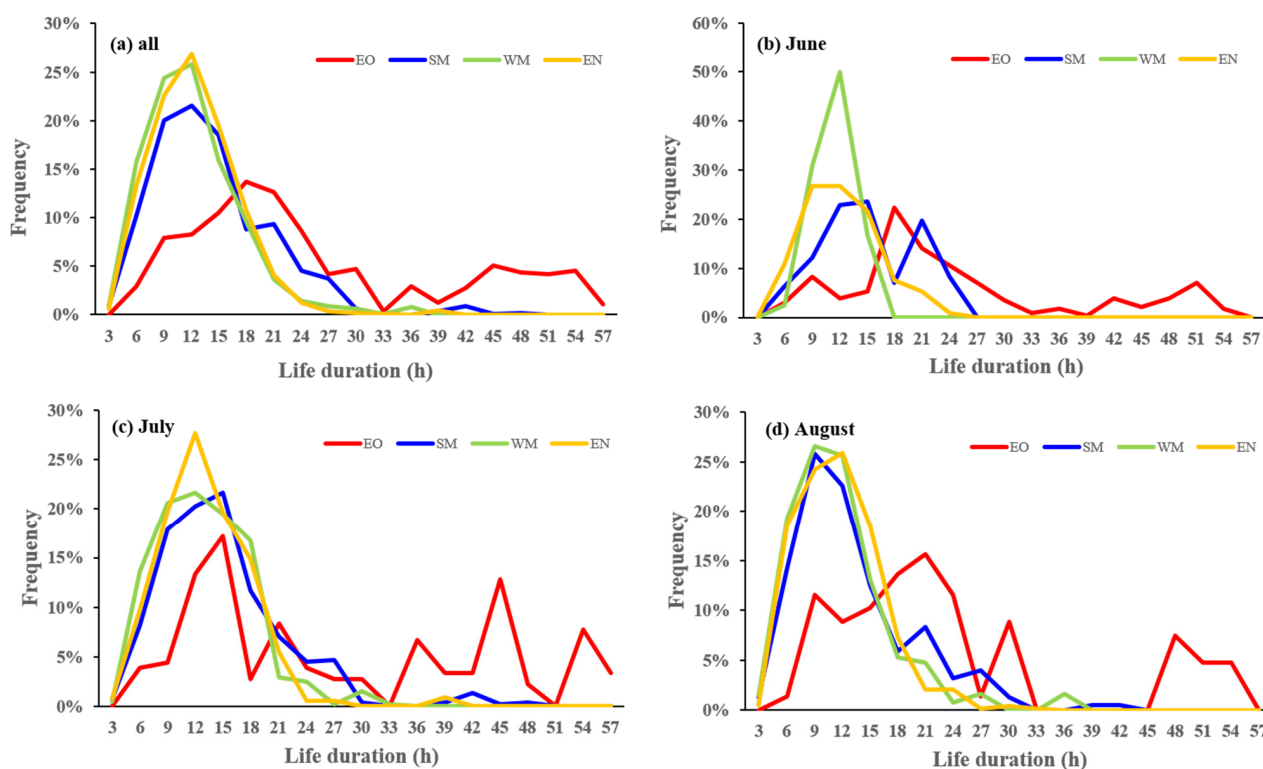 (a) all
EO SM WM EN
30%
25%
20%
15%
10%
5%
0%
Frequency
3 6 9 12 15 18 21 24 27 30 33 36 39 42 45 48 51 54 57
Life duration (h)
(b) June
EO SM WM EN
60%
50%
40%
30%
20%
10%
0%
Frequency
3 6 9 12 15 18 21 24 27 30 33 36 39 42 45 48 51 54 57
Life duration (h)
(c) July
EO SM WM EN
30%
25%
20%
15%
10%
5%
0%
Frequency
3 6 9 12 15 18 21 24 27 30 33 36 39 42 45 48 51 54 57
Life duration (h)
(d) August
EO SM WM EN
30%
25%
20%
15%
10%
5%
0%
Frequency
3 6 9 12 15 18 21 24 27 30 33 36 39 42 45 48 51 54 57
Life duration (h)